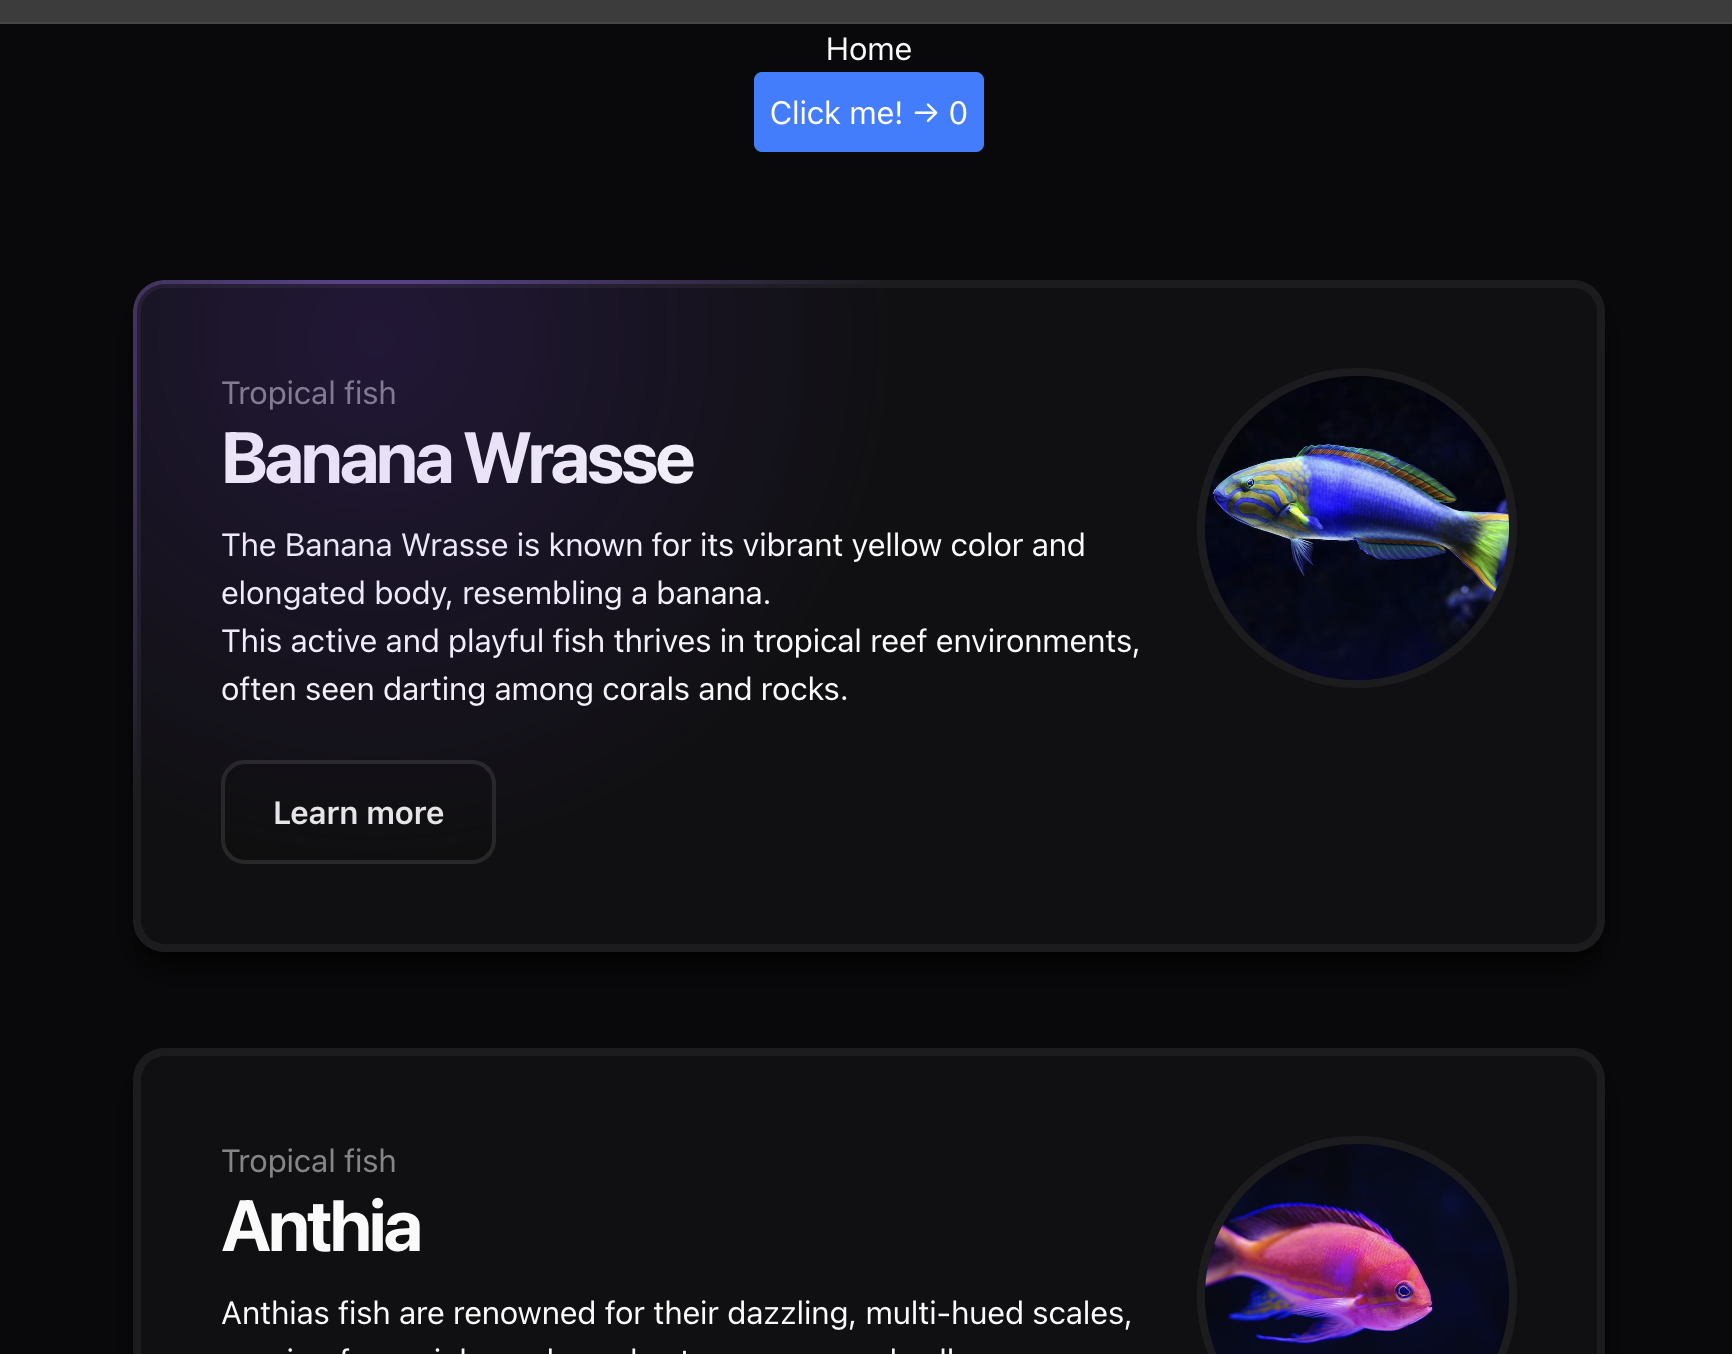 Home
Click me! → 0
Tropical fish
Banana Wrasse
The Banana Wrasse is known for its vibrant yellow color and
elongated body, resembling a banana.
This active and playful fish thrives in tropical reef environments,
often seen darting among corals and rocks.
Learn more
Tropical fish
Anthia
Anthias fish are renowned for their dazzling, multi-hued scales,